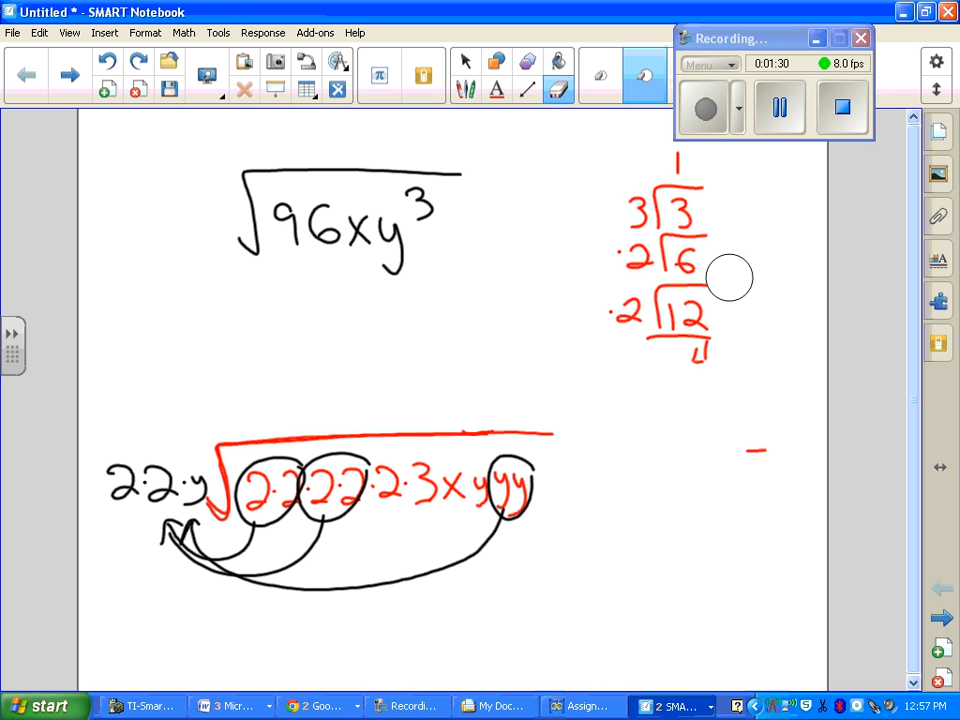 Untitled * - SMART Notebook
File Edit View Insert Format Math Tools Response Add-ons Help
Recording...
Menu 0:01:30 8.0 fps
√96xy³
1
3 3
·2 6
·2 12
2·2·y √2·2·2·2·2·3xyyy
start TI-Smar... 3 Micr... 2 Goo... Recordi... My Doc... Assign... 2 SMA... 12:57 PM